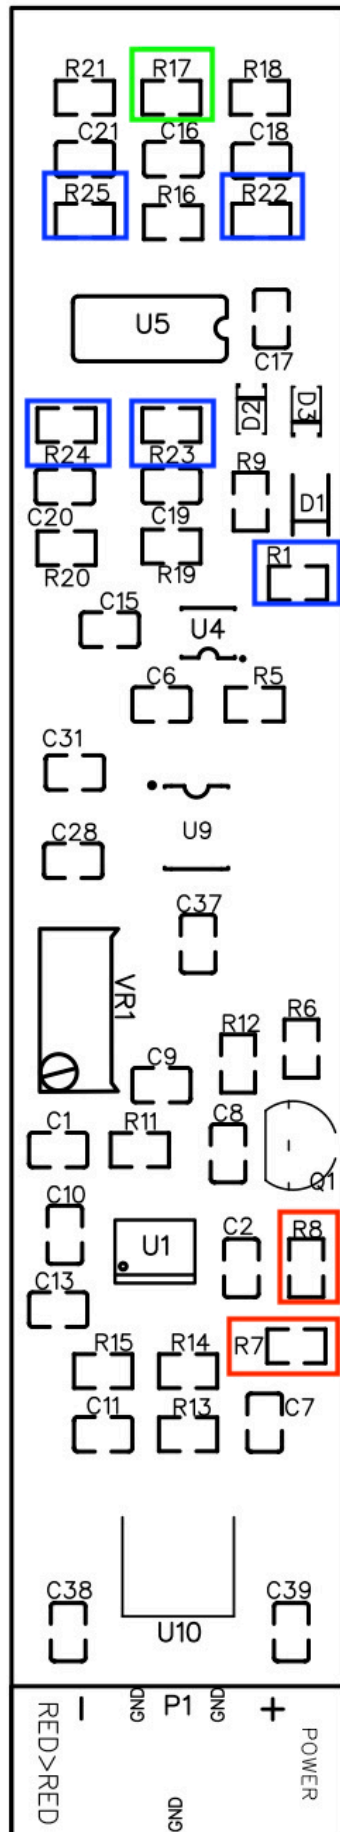 R21 R17 R18
C21 C16 C18
R25 R16 R22
U5
C17
D2 D3
R24 R23 R9
D1
C20 C19
R20 R19 R1
C15 U4
C6 R5
C31
U9
C28
C37
VR1
R12 R6
C9
C1 R11 C8
Q1
C10
U1 C2 R8
C13
R15 R14 R7
C11 R13 C7
C38 C39
U10
RED>RED − GND P1 GND + POWER
GND